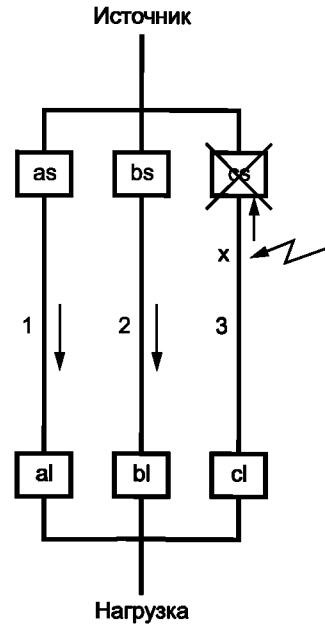 Источник
as bs cs
x
1 2 3
al bl cl
Нагрузка